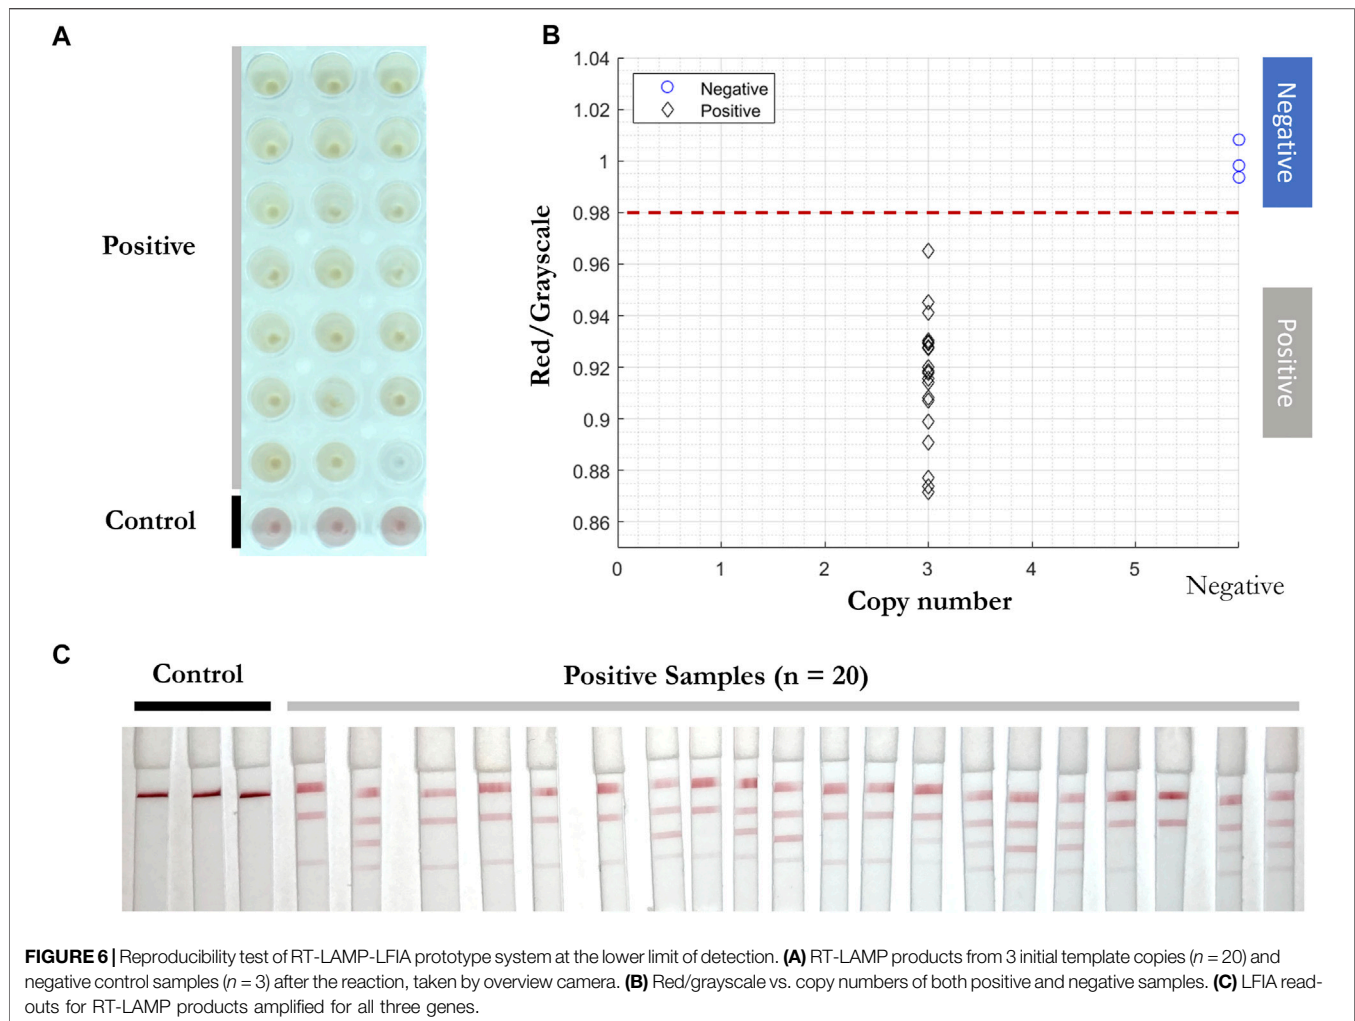 A
Positive
Control
B
1.04
1.02
1
0.98
0.96
0.94
0.92
0.9
0.88
0.86
Red/Grayscale
Negative
Positive
0 1 2 3 4 5 Negative
Copy number
Negative
Positive
C
Control Positive Samples (n = 20)
FIGURE 6 | Reproducibility test of RT-LAMP-LFIA prototype system at the lower limit of detection. (A) RT-LAMP products from 3 initial template copies (n = 20) and
negative control samples (n = 3) after the reaction, taken by overview camera. (B) Red/grayscale vs. copy numbers of both positive and negative samples. (C) LFIA read-
outs for RT-LAMP products amplified for all three genes.